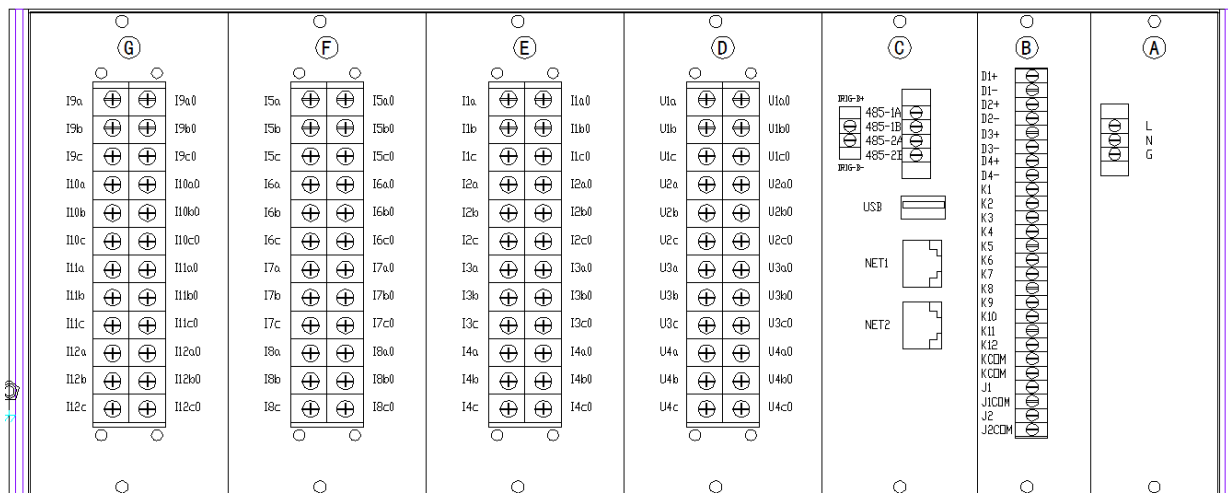 G F E D C B A
I9a I9a0 I5a I5a0 I1a I1a0 U1a U1a0
I9b I9b0 I5b I5b0 I1b I1b0 U1b U1b0
I9c I9c0 I5c I5c0 I1c I1c0 U1c U1c0
I10a I10a0 I6a I6a0 I2a I2a0 U2a U2a0
I10b I10b0 I6b I6b0 I2b I2b0 U2b U2b0
I10c I10c0 I6c I6c0 I2c I2c0 U2c U2c0
I11a I11a0 I7a I7a0 I3a I3a0 U3a U3a0
I11b I11b0 I7b I7b0 I3b I3b0 U3b U3b0
I11c I11c0 I7c I7c0 I3c I3c0 U3c U3c0
I12a I12a0 I8a I8a0 I4a I4a0 U4a U4a0
I12b I12b0 I8b I8b0 I4b I4b0 U4b U4b0
I12c I12c0 I8c I8c0 I4c I4c0 U4c U4c0
IRIG-B+
485-1A
485-1B
485-2A
485-2B
IRIG-B-
USB
NET1
NET2
D1+
D1-
D2+
D2-
D3+
D3-
D4+
D4-
K1
K2
K3
K4
K5
K6
K7
K8
K9
K10
K11
K12
KCOM
KCOM
J1
J1COM
J2
J2COM
L
N
G